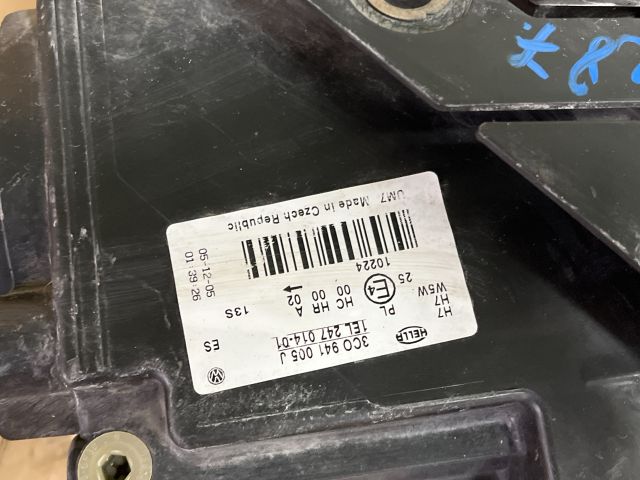 HELLA
3C0 941 005 J
1EL 247 014-01
ES
H7
H7
W5W
PL
E4
25
HC HR A
00 00 02
13S
←
10224
05-12-05
01:39:26
UM7 Made in Czech Republic